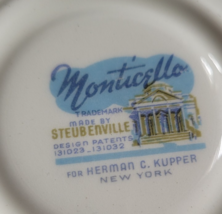 Monticello
TRADEMARK
MADE BY
STEUBENVILLE
DESIGN PATENTS
131023-131032
FOR HERMAN C. KUPPER
NEW YORK